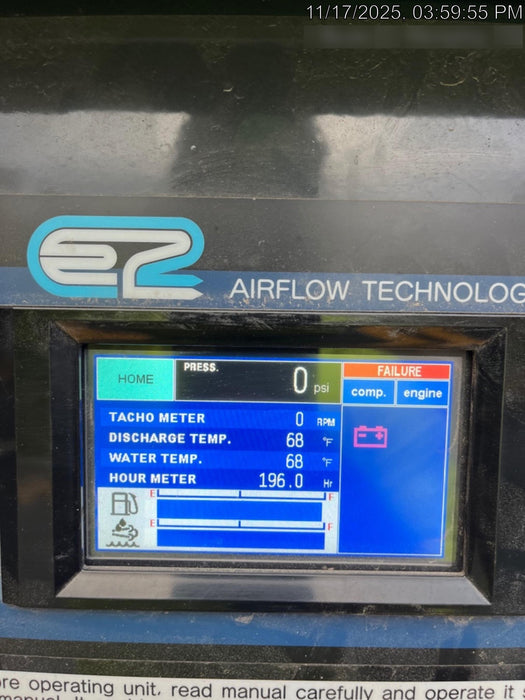 11/17/2025. 03:59:55 PM
E2
AIRFLOW TECHNOLOG
HOME
PRESS.
0 psi
FAILURE
comp. engine
TACHO METER 0 RPM
DISCHARGE TEMP. 68 °F
WATER TEMP. 68 °F
HOUR METER 196.0 Hr
E F
E F
re operating unit, read manual carefully and operate it